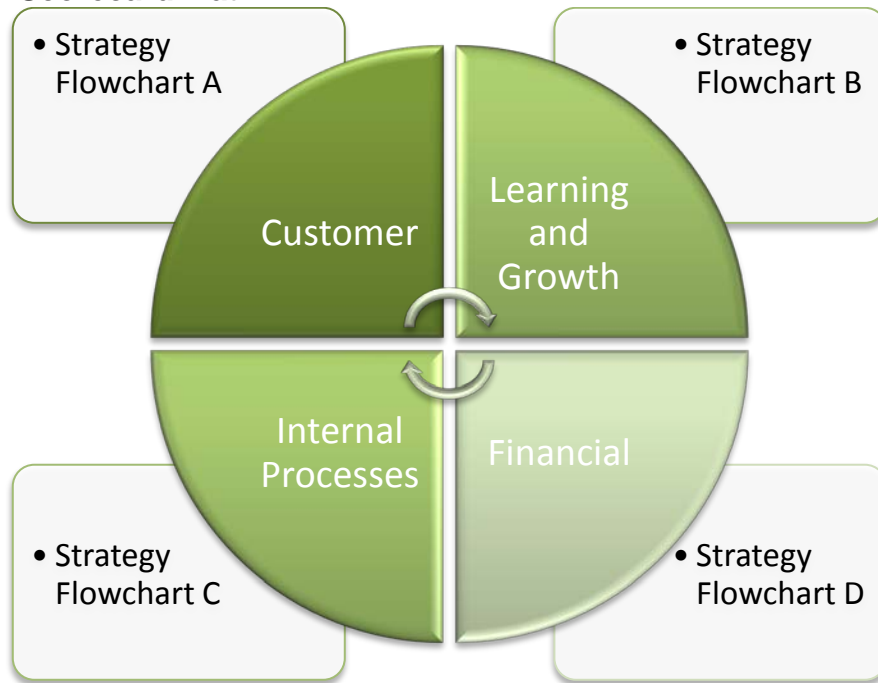 • Strategy
Flowchart A
• Strategy
Flowchart B
Customer
Learning
and
Growth
Internal
Processes
Financial
• Strategy
Flowchart C
• Strategy
Flowchart D